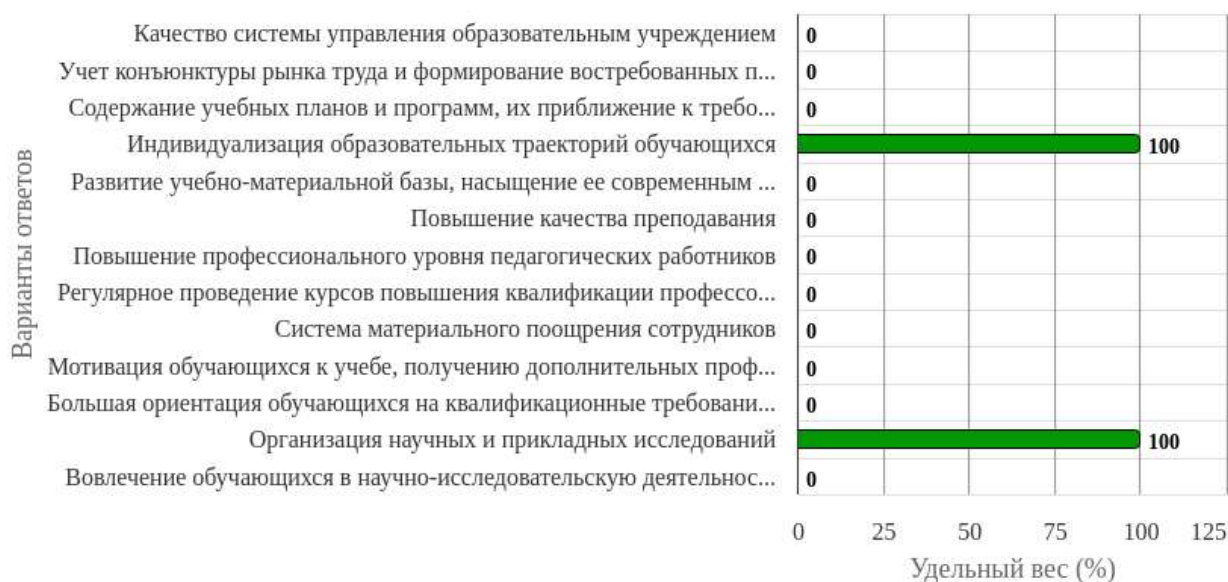 Качество системы управления образовательным учреждением
0
Учет конъюнктуры рынка труда и формирование востребованных п...
0
Содержание учебных планов и программ, их приближение к требо...
0
Индивидуализация образовательных траекторий обучающихся
100
Развитие учебно-материальной базы, насыщение ее современным ...
0
Повышение качества преподавания
0
Повышение профессионального уровня педагогических работников
0
Регулярное проведение курсов повышения квалификации профессо...
0
Система материального поощрения сотрудников
0
Мотивация обучающихся к учебе, получению дополнительных проф...
0
Большая ориентация обучающихся на квалификационные требовани...
0
Организация научных и прикладных исследований
100
Вовлечение обучающихся в научно-исследовательскую деятельнос...
0
Варианты ответов
0 25 50 75 100 125
Удельный вес (%)